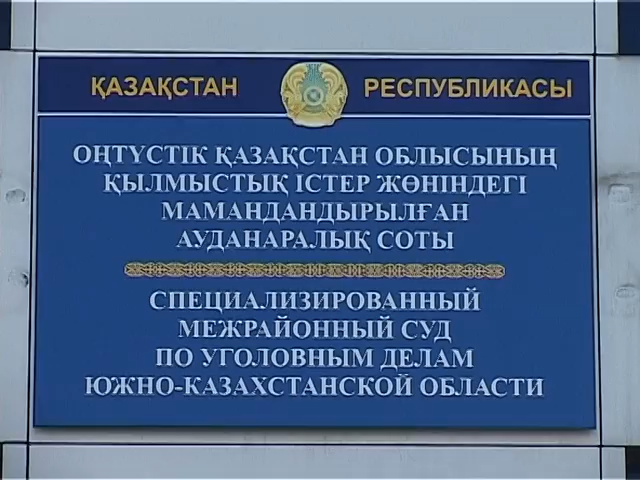 ҚАЗАҚСТАН РЕСПУБЛИКАСЫ
ОҢТҮСТІК ҚАЗАҚСТАН ОБЛЫСЫНЫҢ
ҚЫЛМЫСТЫҚ ІСТЕР ЖӨНІНДЕГІ
МАМАНДАНДЫРЫЛҒАН
АУДАНАРАЛЫҚ СОТЫ
СПЕЦИАЛИЗИРОВАННЫЙ
МЕЖРАЙОННЫЙ СУД
ПО УГОЛОВНЫМ ДЕЛАМ
ЮЖНО-КАЗАХСТАНСКОЙ ОБЛАСТИ